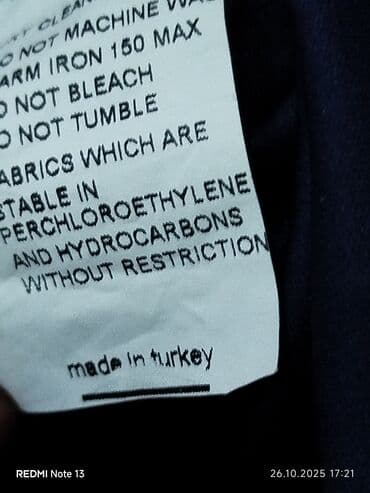 CLEAN
NOT MACHINE WA
ARM IRON 150 MAX
O NOT BLEACH
O NOT TUMBLE
ABRICS WHICH ARE
STABLE IN
PERCHLOROETHYLENE
AND HYDROCARBONS
WITHOUT RESTRICTION
made in turkey
REDMI Note 13
26.10.2025 17:21